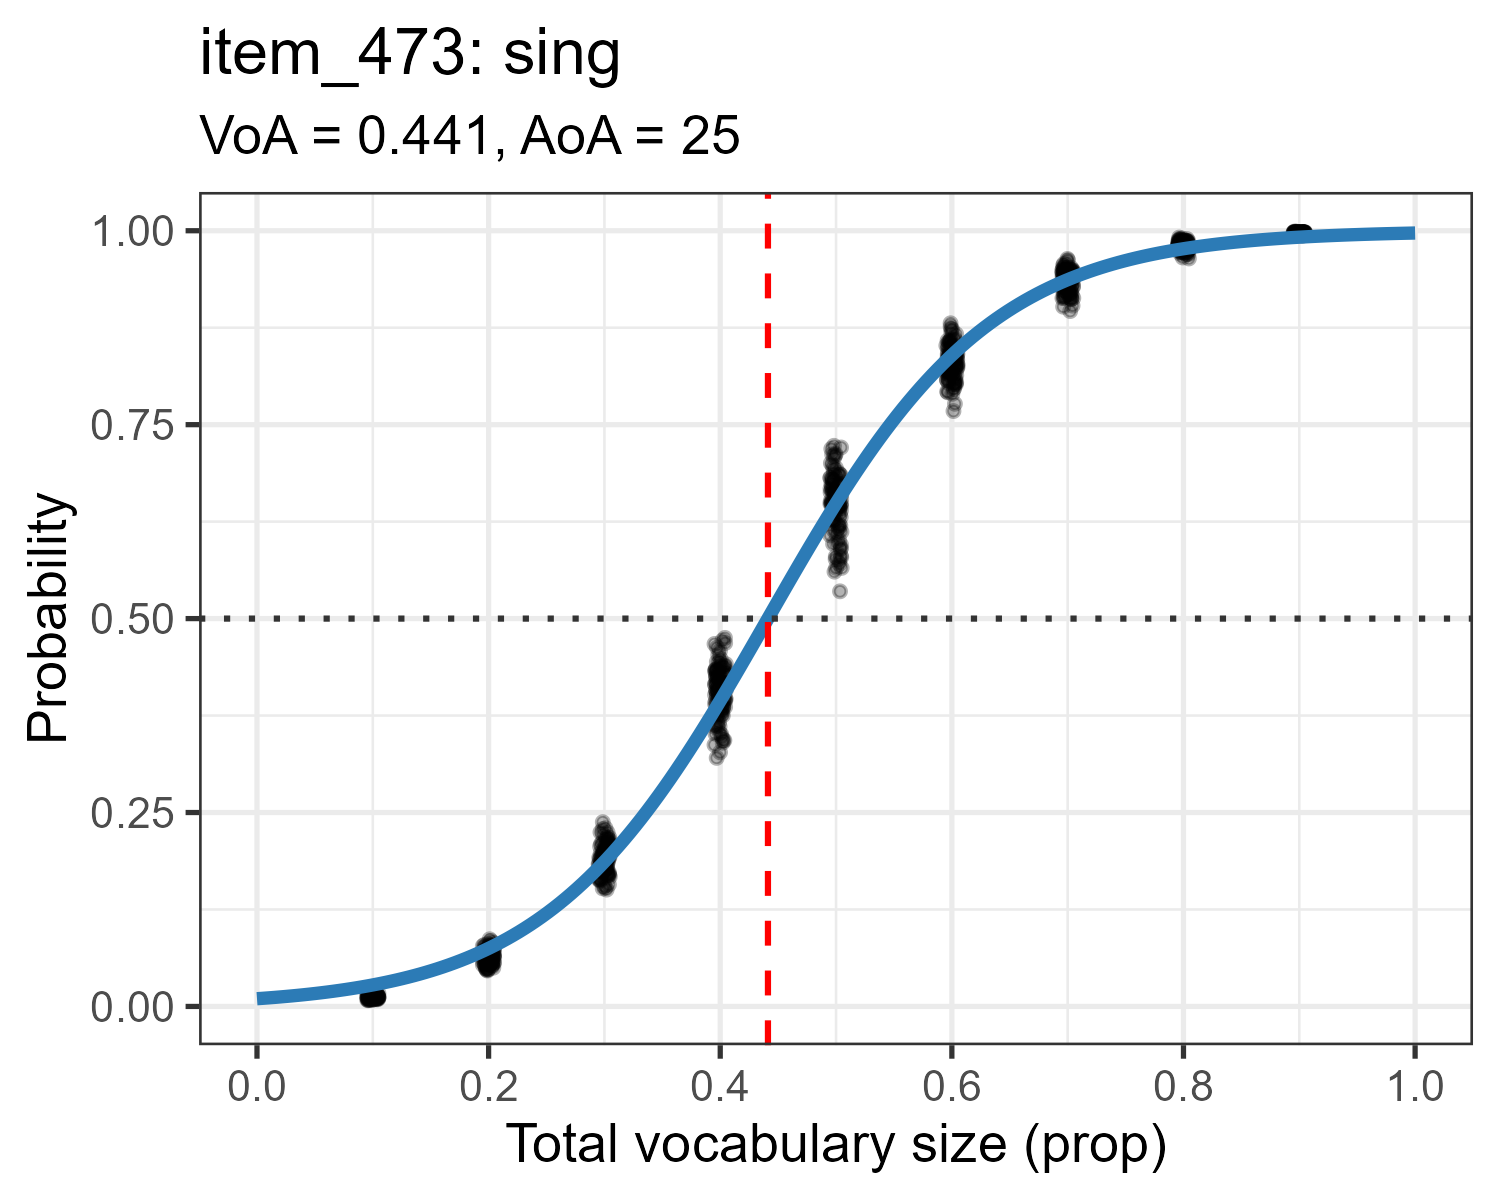 item_473: sing
VoA = 0.441, AoA = 25
1.00
0.75
0.50
0.25
0.00
Probability
0.0 0.2 0.4 0.6 0.8 1.0
Total vocabulary size (prop)